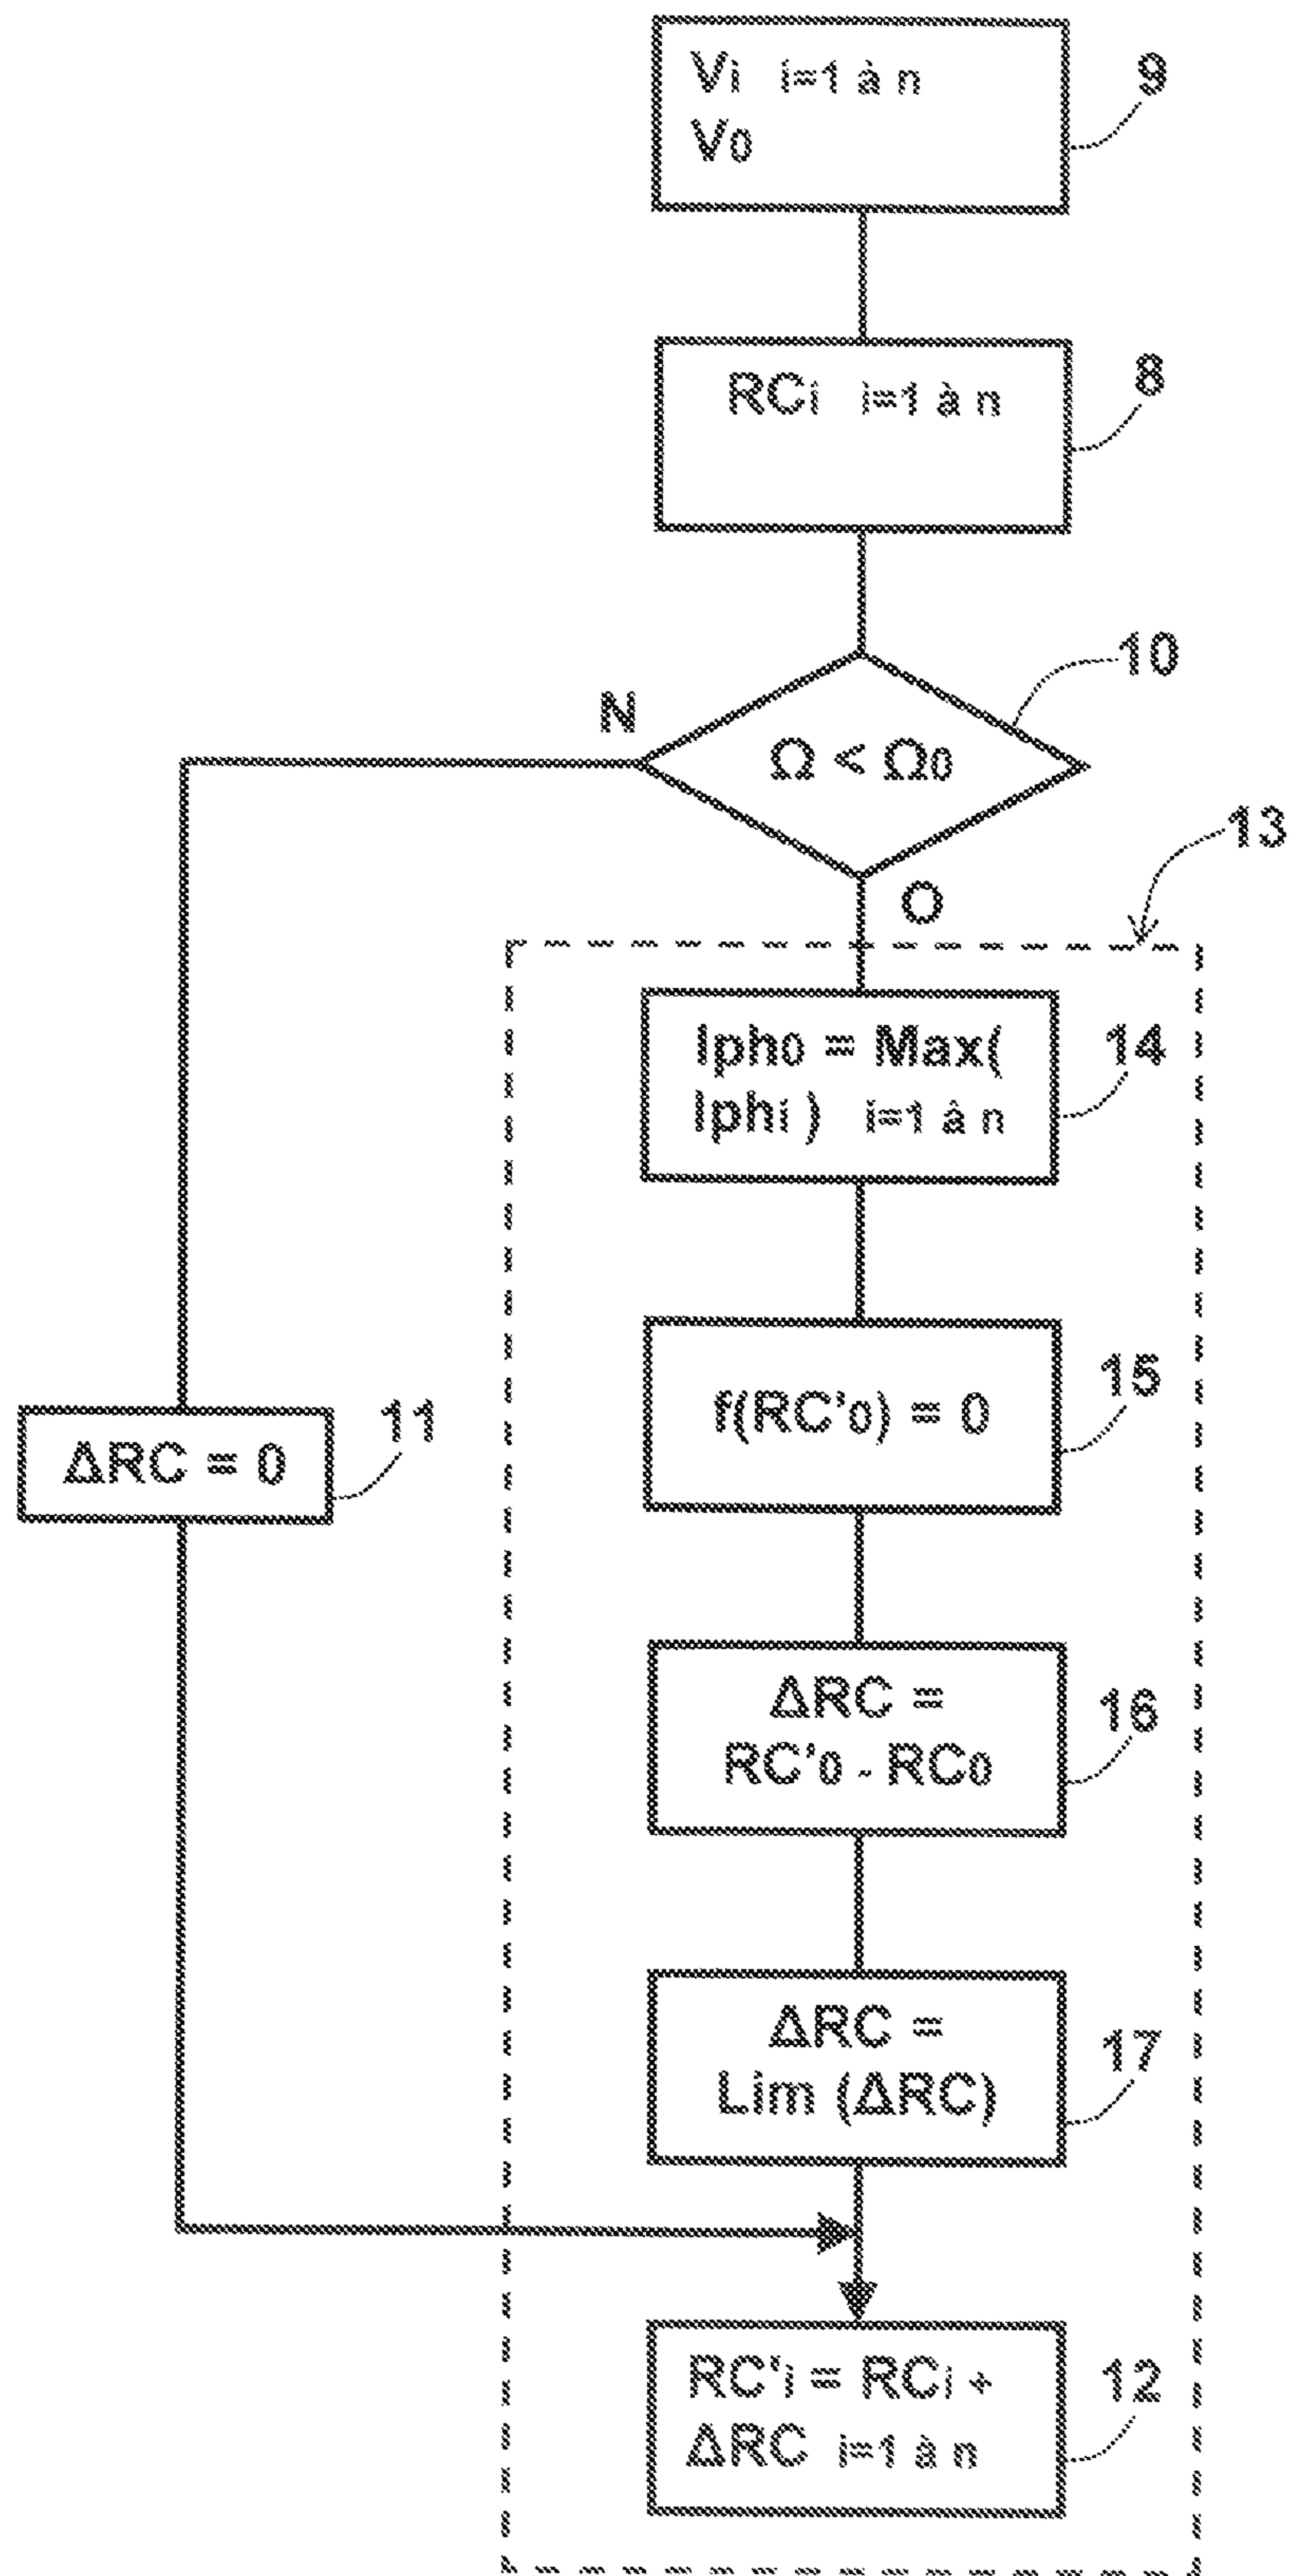 Vi i=1 à n
V0
9
RCi i=1 à n
8
10
N
Ω < Ω0
13
O
Iph0 = Max(
Iphi ) i=1 à n
14
f(RC'0) = 0
15
11
ΔRC = 0
ΔRC =
RC'0 - RC0
16
ΔRC =
Lim (ΔRC)
17
RC'i = RCi +
ΔRC i=1 à n
12